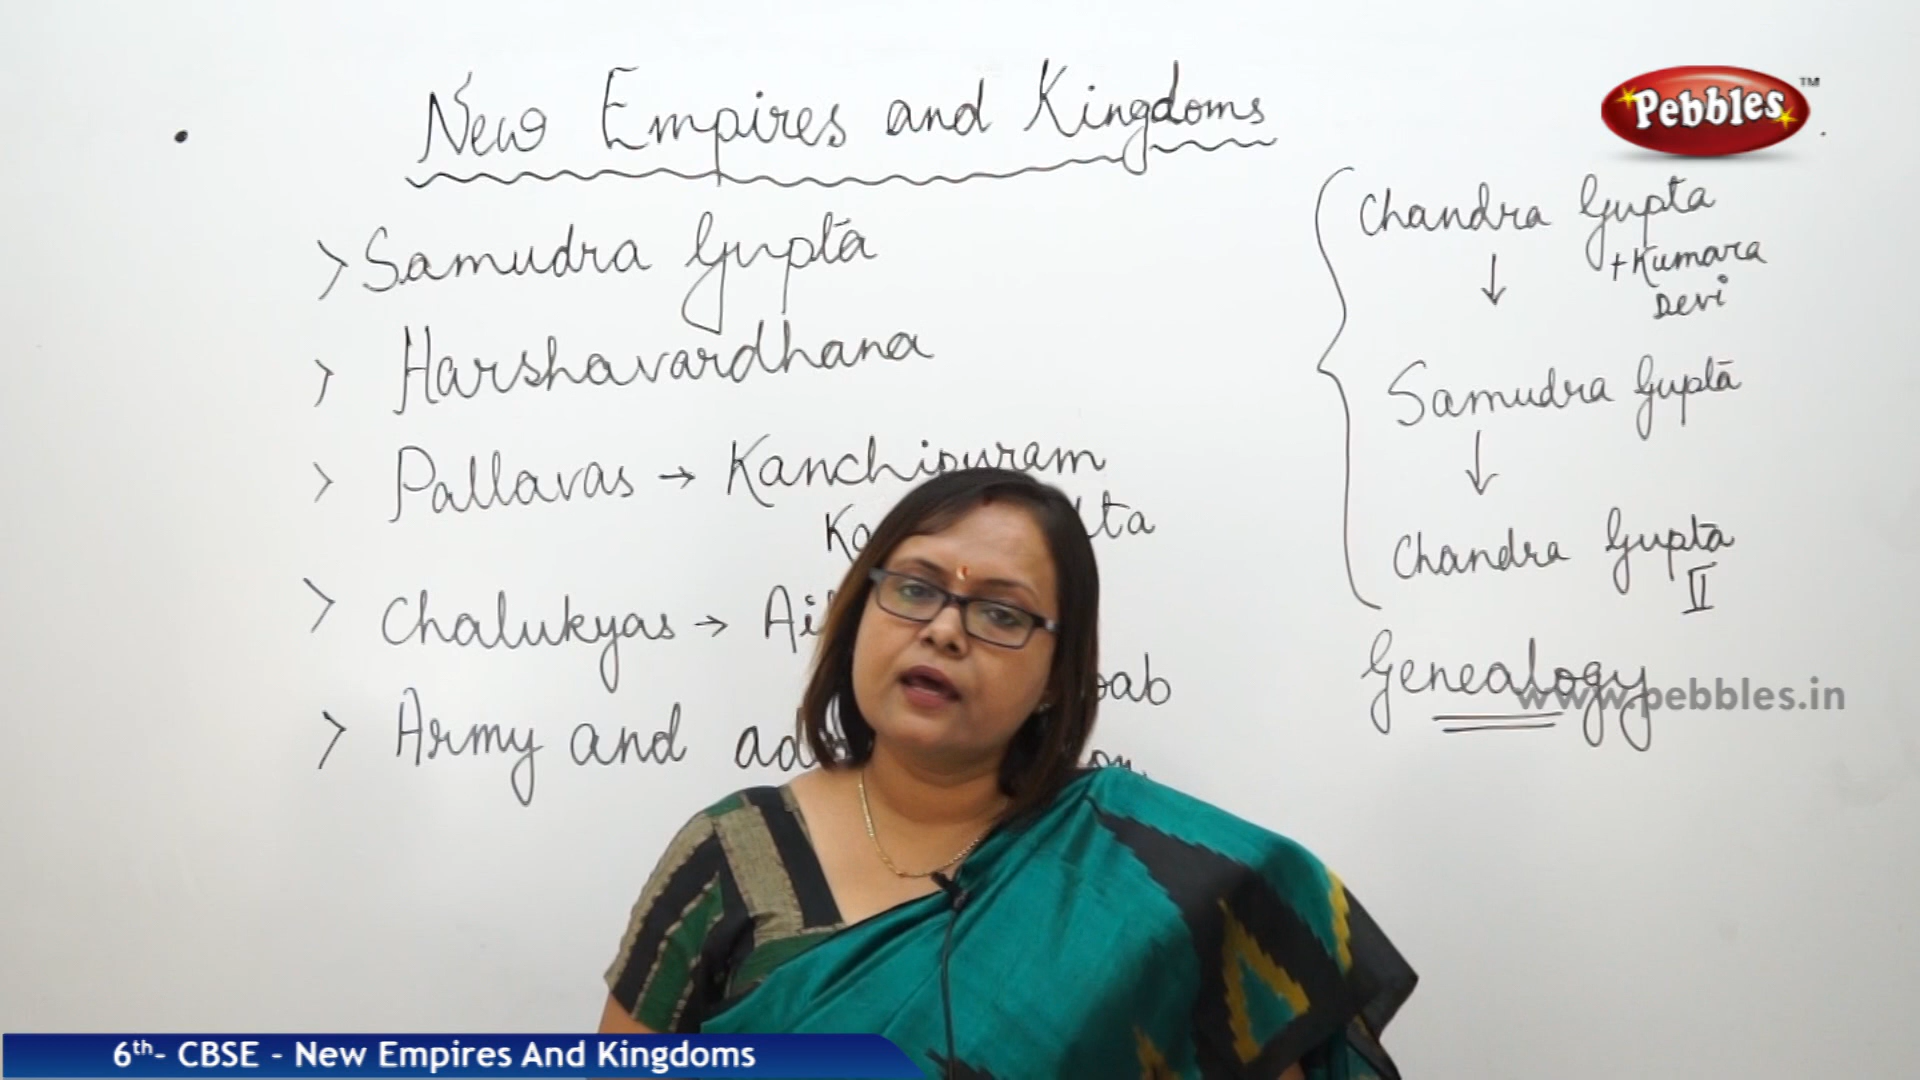 New Empires and Kingdoms
> Samudra Gupta
> Harshavardhana
> Pallavas → Kanchipuram
> Chalukyas →
> Army and
Chandra Gupta
+ Kumara
Devi
↓
Samudra Gupta
↓
Chandra Gupta
II
Genealogy
Pebbles™
www.pebbles.in
6th- CBSE - New Empires And Kingdoms